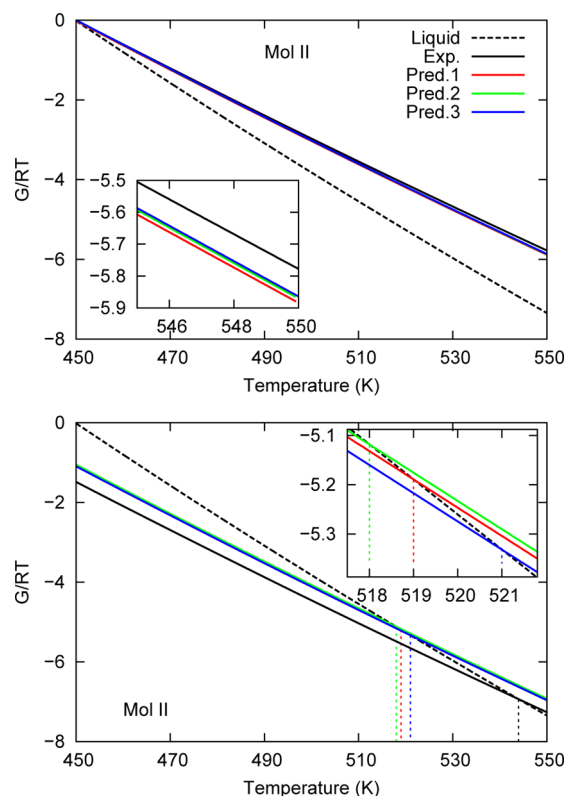 0
Mol II
Liquid
Exp.
Pred.1
Pred.2
Pred.3
−2
G/RT
−4
−5.5
−5.6
−5.7
−5.8
−5.9
546 548 550
−6
−8
450 470 490 510 530 550
Temperature (K)
0
−5.1
−5.2
−5.3
518 519 520 521
−2
G/RT
−4
−6
Mol II
−8
450 470 490 510 530 550
Temperature (K)